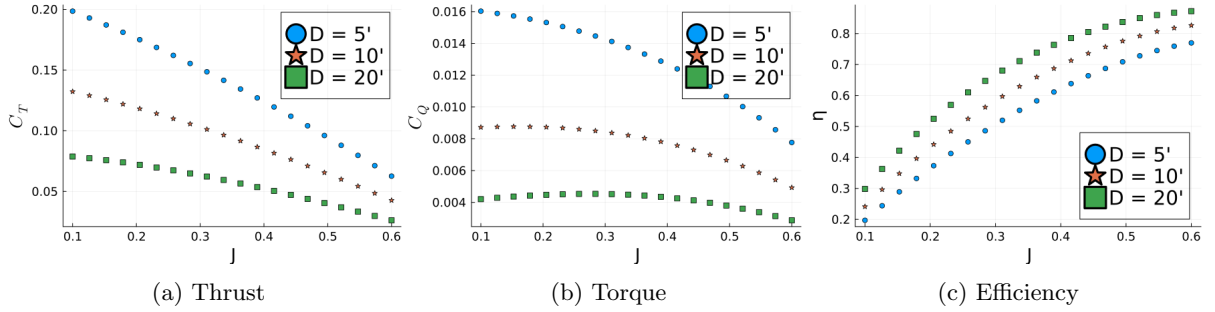 0.20
0.15
0.10
0.05
C_T
0.1 0.2 0.3 0.4 0.5 0.6
J
D = 5'
D = 10'
D = 20'
(a) Thrust
0.016
0.014
0.012
0.010
0.008
0.006
0.004
C_Q
0.1 0.2 0.3 0.4 0.5 0.6
J
D = 5'
D = 10'
D = 20'
(b) Torque
0.8
0.7
0.6
0.5
0.4
0.3
0.2
η
0.1 0.2 0.3 0.4 0.5 0.6
J
D = 5'
D = 10'
D = 20'
(c) Efficiency